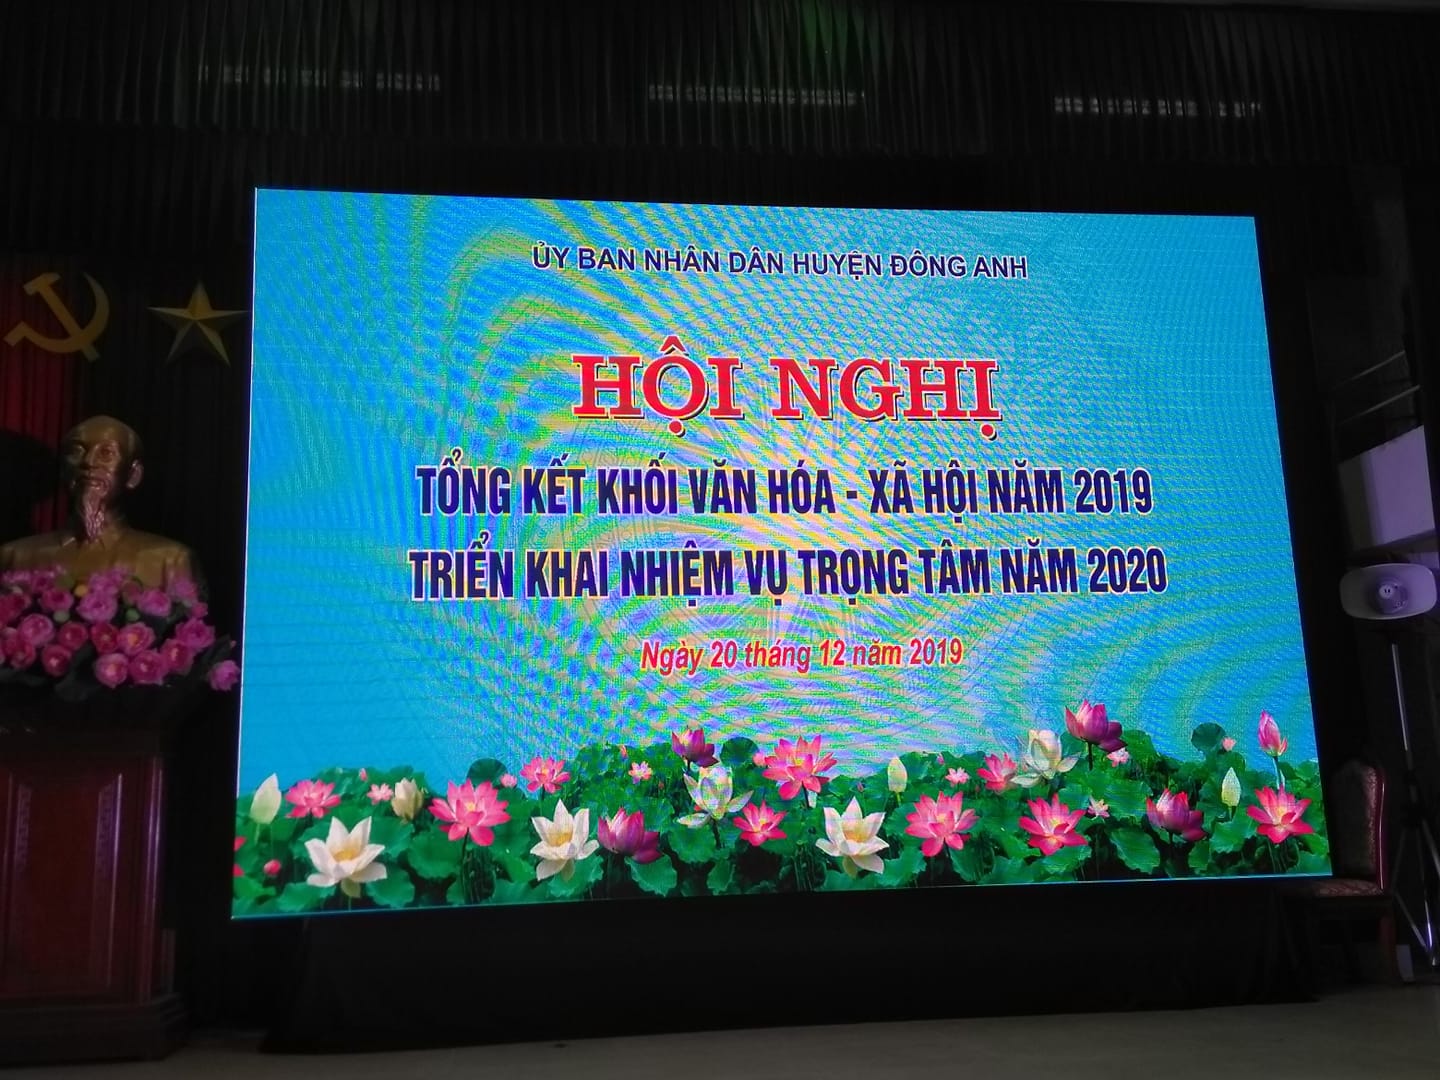 ỦY BAN NHÂN DÂN HUYỆN ĐÔNG ANH
HỘI NGHỊ
TỔNG KẾT KHỐI VĂN HÓA - XÃ HỘI NĂM 2019
TRIỂN KHAI NHIỆM VỤ TRỌNG TÂM NĂM 2020
Ngày 20 tháng 12 năm 2019